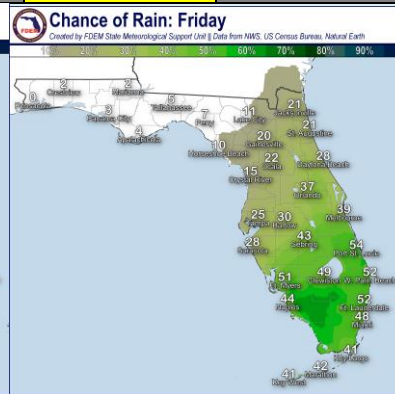 FDEM
Chance of Rain: Friday
Created by FDEM State Meteorological Support Unit || Data from NWS, US Census Bureau, Natural Earth
10% 20% 30% 40% 50% 60% 70% 80% 90%
2
Crestview
2
Marianna
0
Pensacola
3
Panama City
5
Tallahassee
4
Apalachicola
7
Perry
11
Lake City
21
Jacksonville
21
St. Augustine
10
Horseshoe Beach
20
Gainesville
22
Ocala
28
Daytona Beach
15
Crystal River
37
Orlando
39
Melbourne
25
Tampa
30
Bartow
28
Sarasota
43
Sebring
54
Port St. Lucie
51
Ft. Myers
49
Clewiston
52
W. Palm Beach
44
Naples
52
Ft. Lauderdale
48
Miami
41
Key Largo
42
Marathon
41
Key West